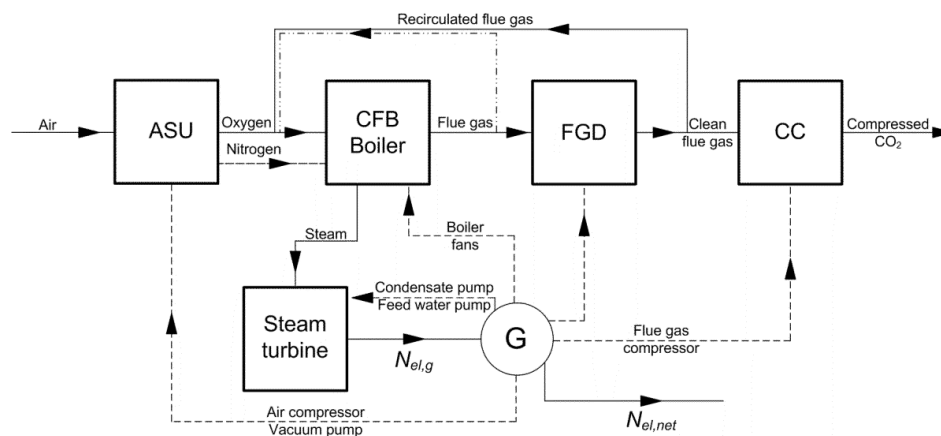 Recirculated flue gas
Air
ASU
Oxygen
Nitrogen
CFB
Boiler
Flue gas
FGD
Clean
flue gas
CC
Compressed
CO₂
Steam
Boiler
fans
Condensate pump
Feed water pump
Steam
turbine
Nel,g
G
Flue gas
compressor
Air compressor
Vacuum pump
Nel,net